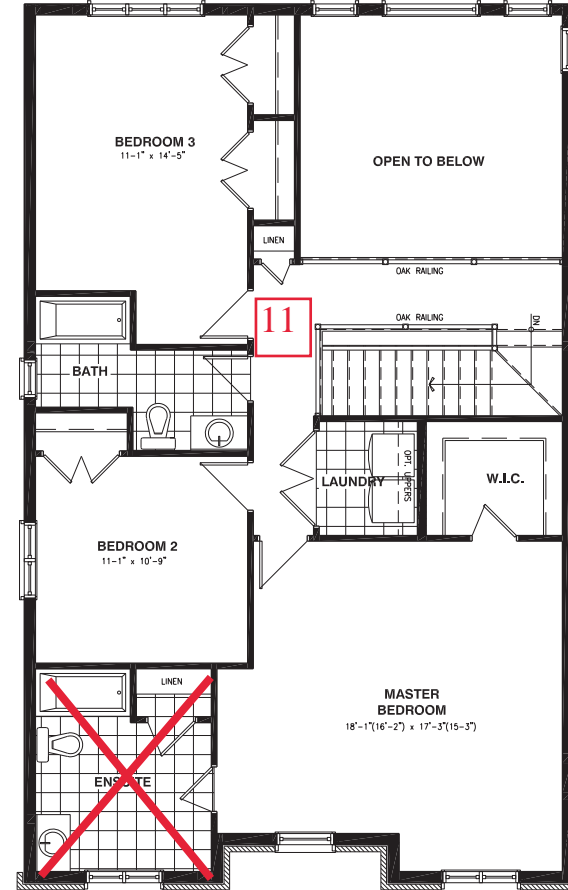 BEDROOM 3
11'-1" x 14'-5"
OPEN TO BELOW
LINEN
OAK RAILING
11
OAK RAILING
DN
BATH
LAUNDRY
OPT. UPPERS
W.I.C.
BEDROOM 2
11'-1" x 10'-9"
LINEN
MASTER
BEDROOM
18'-1"(16'-2") x 17'-3"(15-3")
ENSUITE